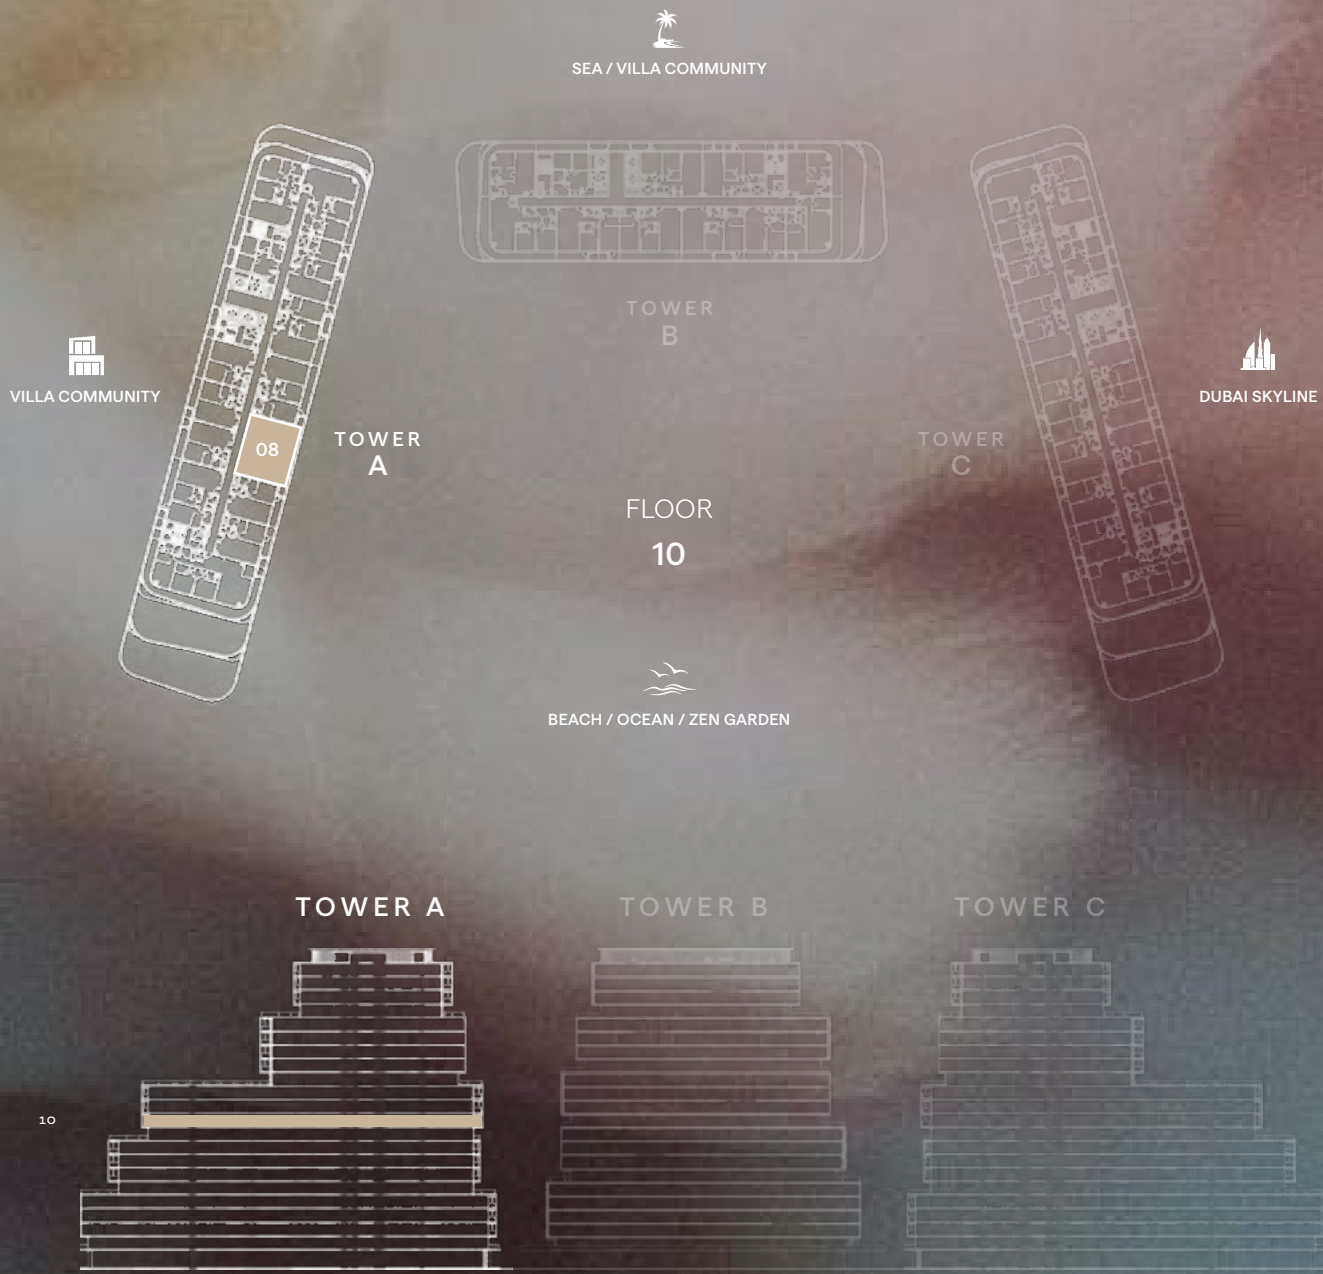 SEA / VILLA COMMUNITY
TOWER
B
VILLA COMMUNITY
DUBAI SKYLINE
08
TOWER
A
TOWER
C
FLOOR
10
BEACH / OCEAN / ZEN GARDEN
TOWER A
TOWER B
TOWER C
10